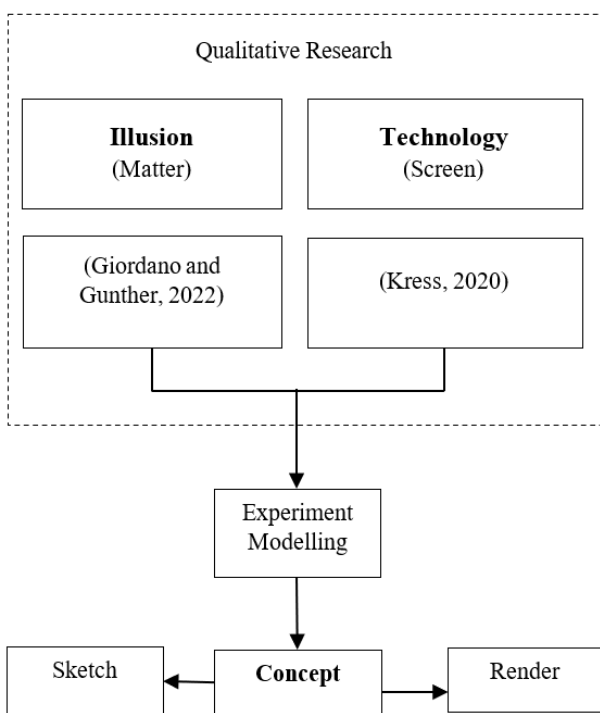 Qualitative Research
Illusion
(Matter)
Technology
(Screen)
(Giordano and
Gunther, 2022)
(Kress, 2020)
Experiment
Modelling
Sketch
Concept
Render